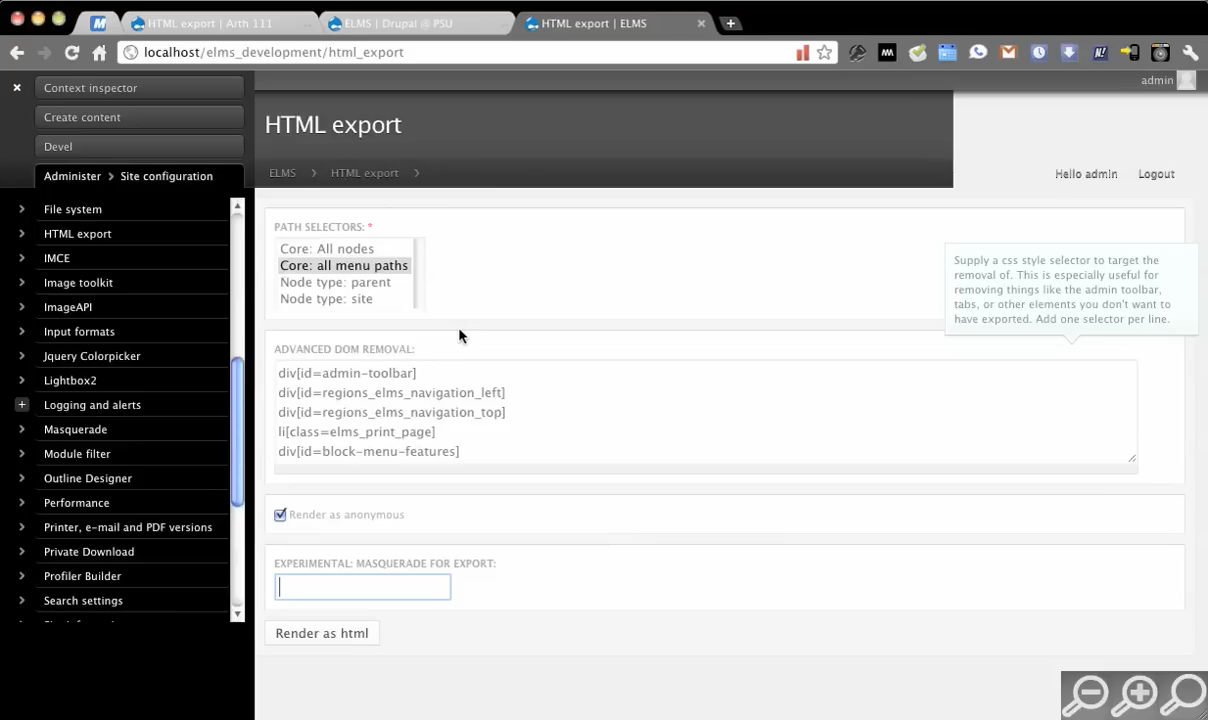 HTML export | Arth 111
ELMS | Drupal @ PSU
HTML export | ELMS
localhost/elms_development/html_export
Context inspector
Create content
Devel
Administer
Site configuration
File system
HTML export
IMCE
Image toolkit
ImageAPI
Input formats
Jquery Colorpicker
Lightbox2
Logging and alerts
Masquerade
Module filter
Outline Designer
Performance
Printer, e-mail and PDF versions
Private Download
Profiler Builder
Search settings
admin
HTML export
ELMS
HTML export
Hello admin
Logout
PATH SELECTORS: *
Core: All nodes
Core: all menu paths
Node type: parent
Node type: site
Supply a css style selector to target the
removal of. This is especially useful for
removing things like the admin toolbar,
tabs, or other elements you don't want to
have exported. Add one selector per line.
ADVANCED DOM REMOVAL:
div[id=admin-toolbar]
div[id=regions_elms_navigation_left]
div[id=regions_elms_navigation_top]
li[class=elms_print_page]
div[id=block-menu-features]
Render as anonymous
EXPERIMENTAL: MASQUERADE FOR EXPORT:
Render as html